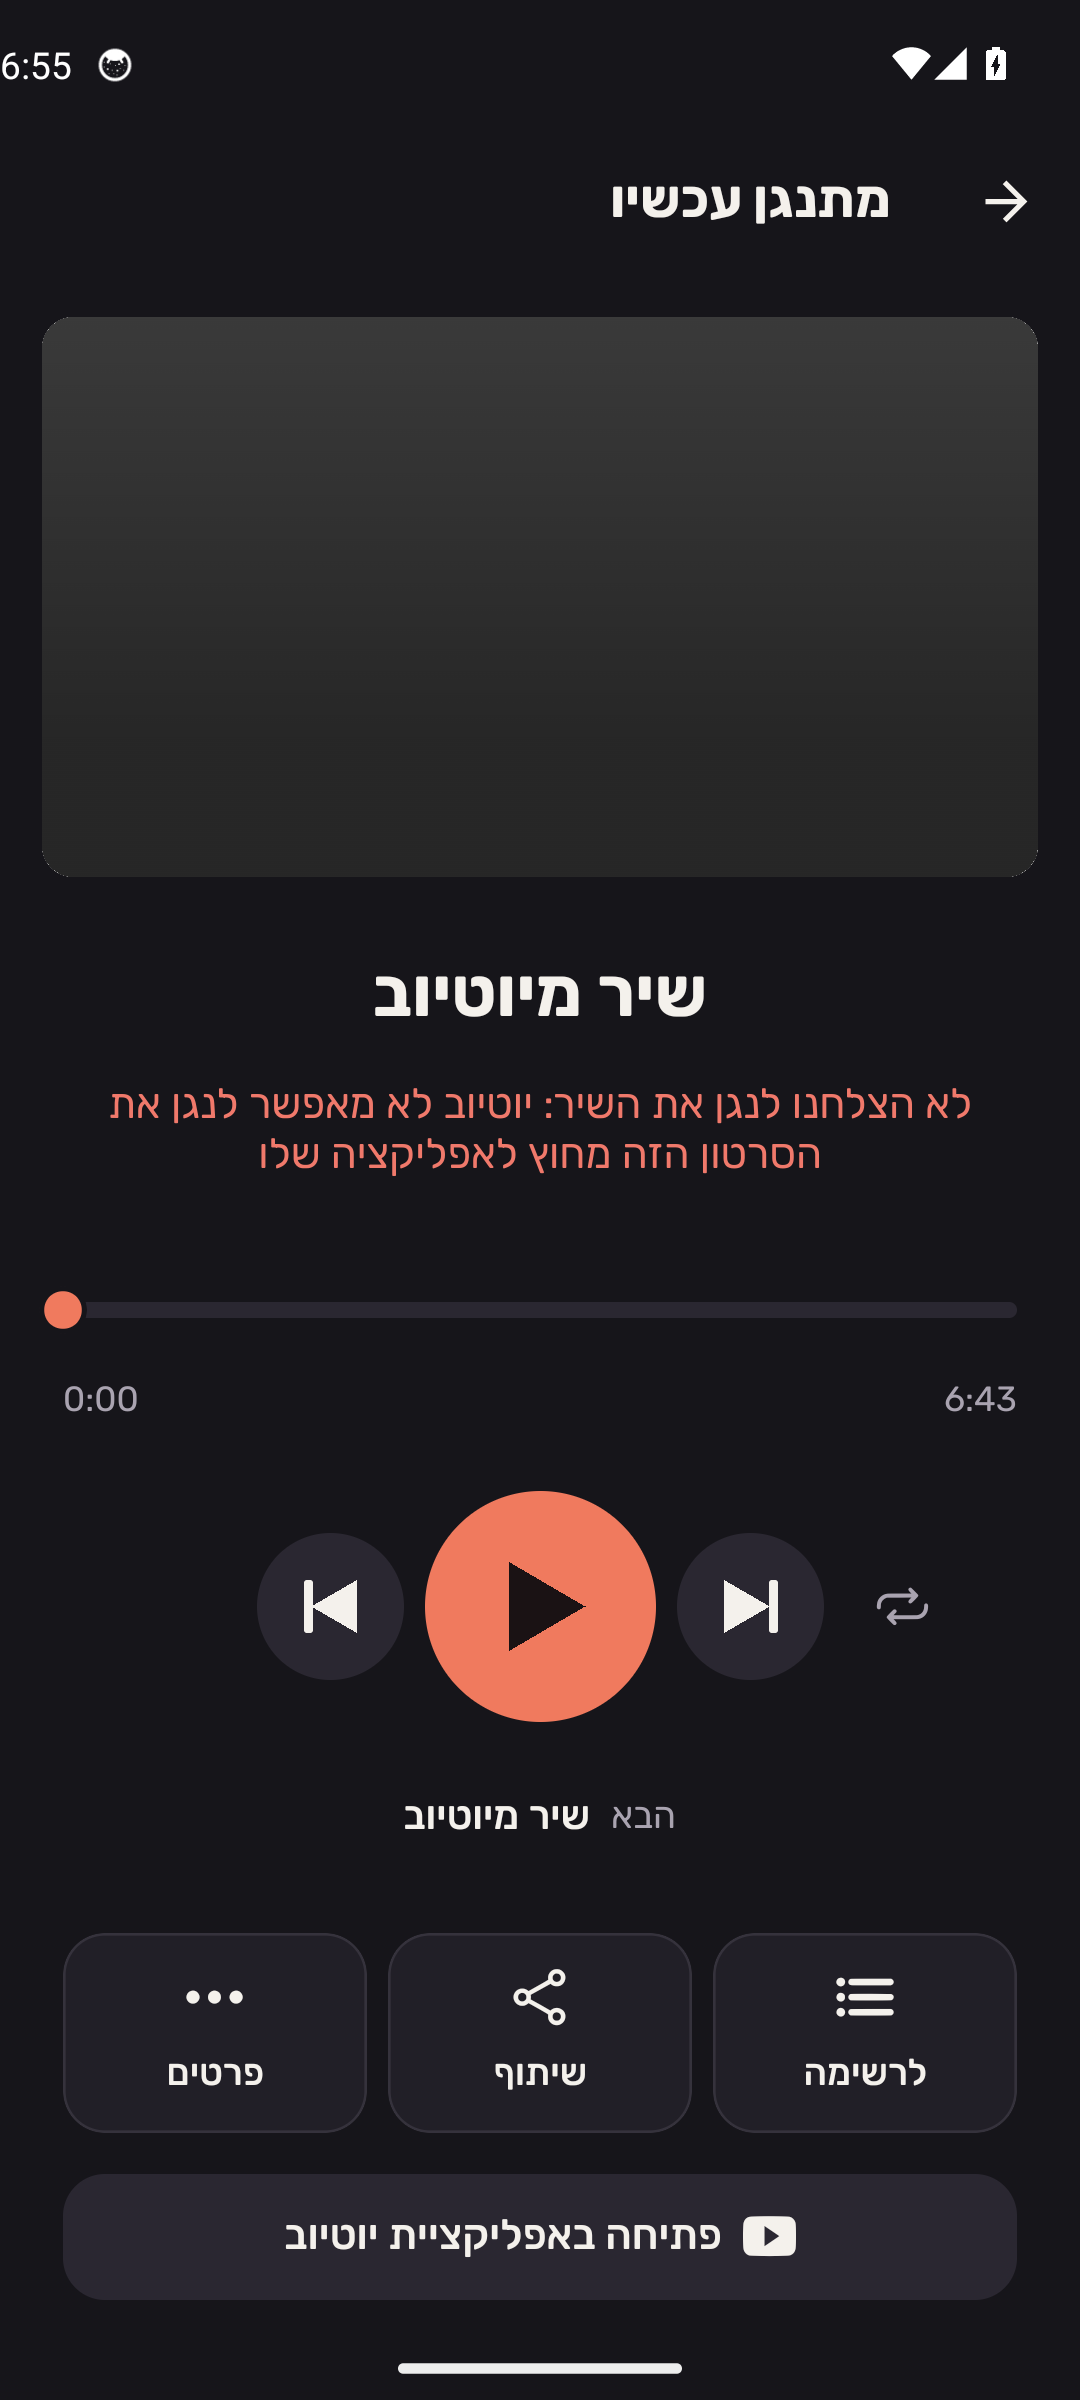 6:55
מתנגן עכשיו
שיר מיוטיוב
לא הצלחנו לנגן את השיר: יוטיוב לא מאפשר לנגן את
הסרטון הזה מחוץ לאפליקציה שלו
0:00
6:43
הבא שיר מיוטיוב
לרשימה
שיתוף
פרטים
פתיחה באפליקציית יוטיוב